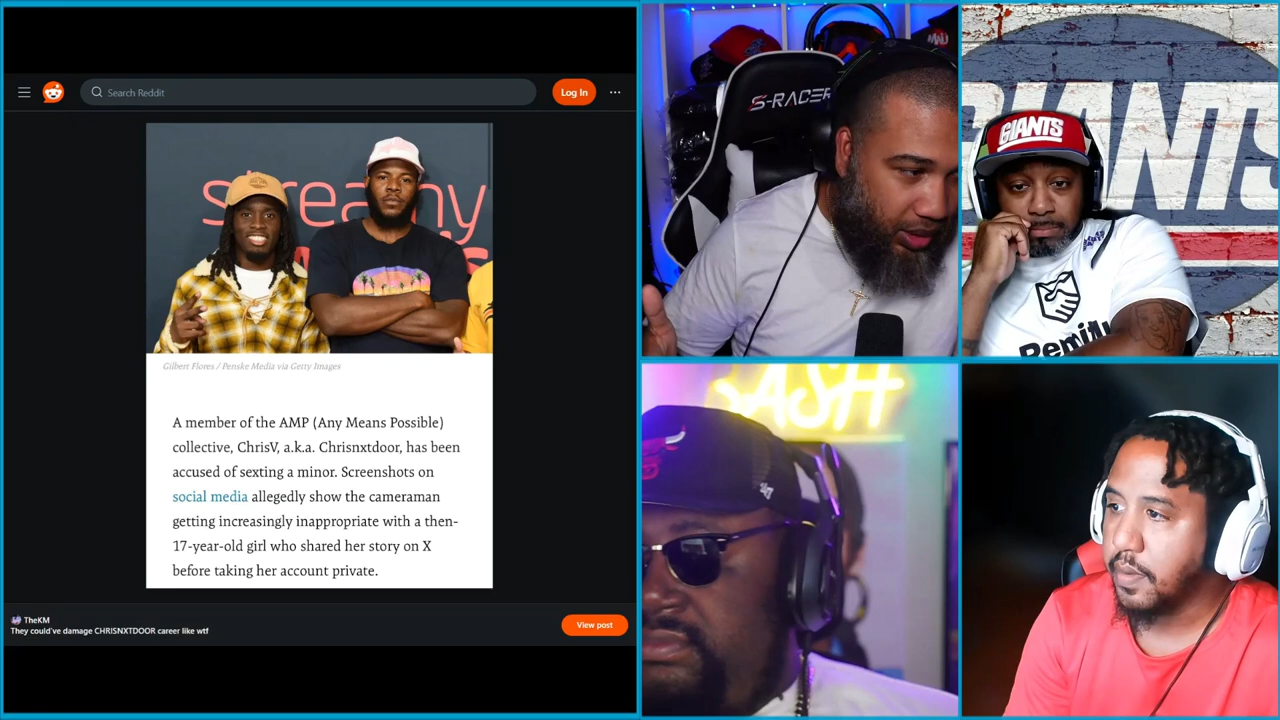 Search Reddit
Log In
streamy
Gilbert Flores / Penske Media via Getty Images
A member of the AMP (Any Means Possible)
collective, ChrisV, a.k.a. Chrisnxtdoor, has been
accused of sexting a minor. Screenshots on
social media allegedly show the cameraman
getting increasingly inappropriate with a then-
17-year-old girl who shared her story on X
before taking her account private.
TheKM
They could've damage CHRISNXTDOOR career like wtf
View post
S-RACER
GIANTS
GIANTS
47